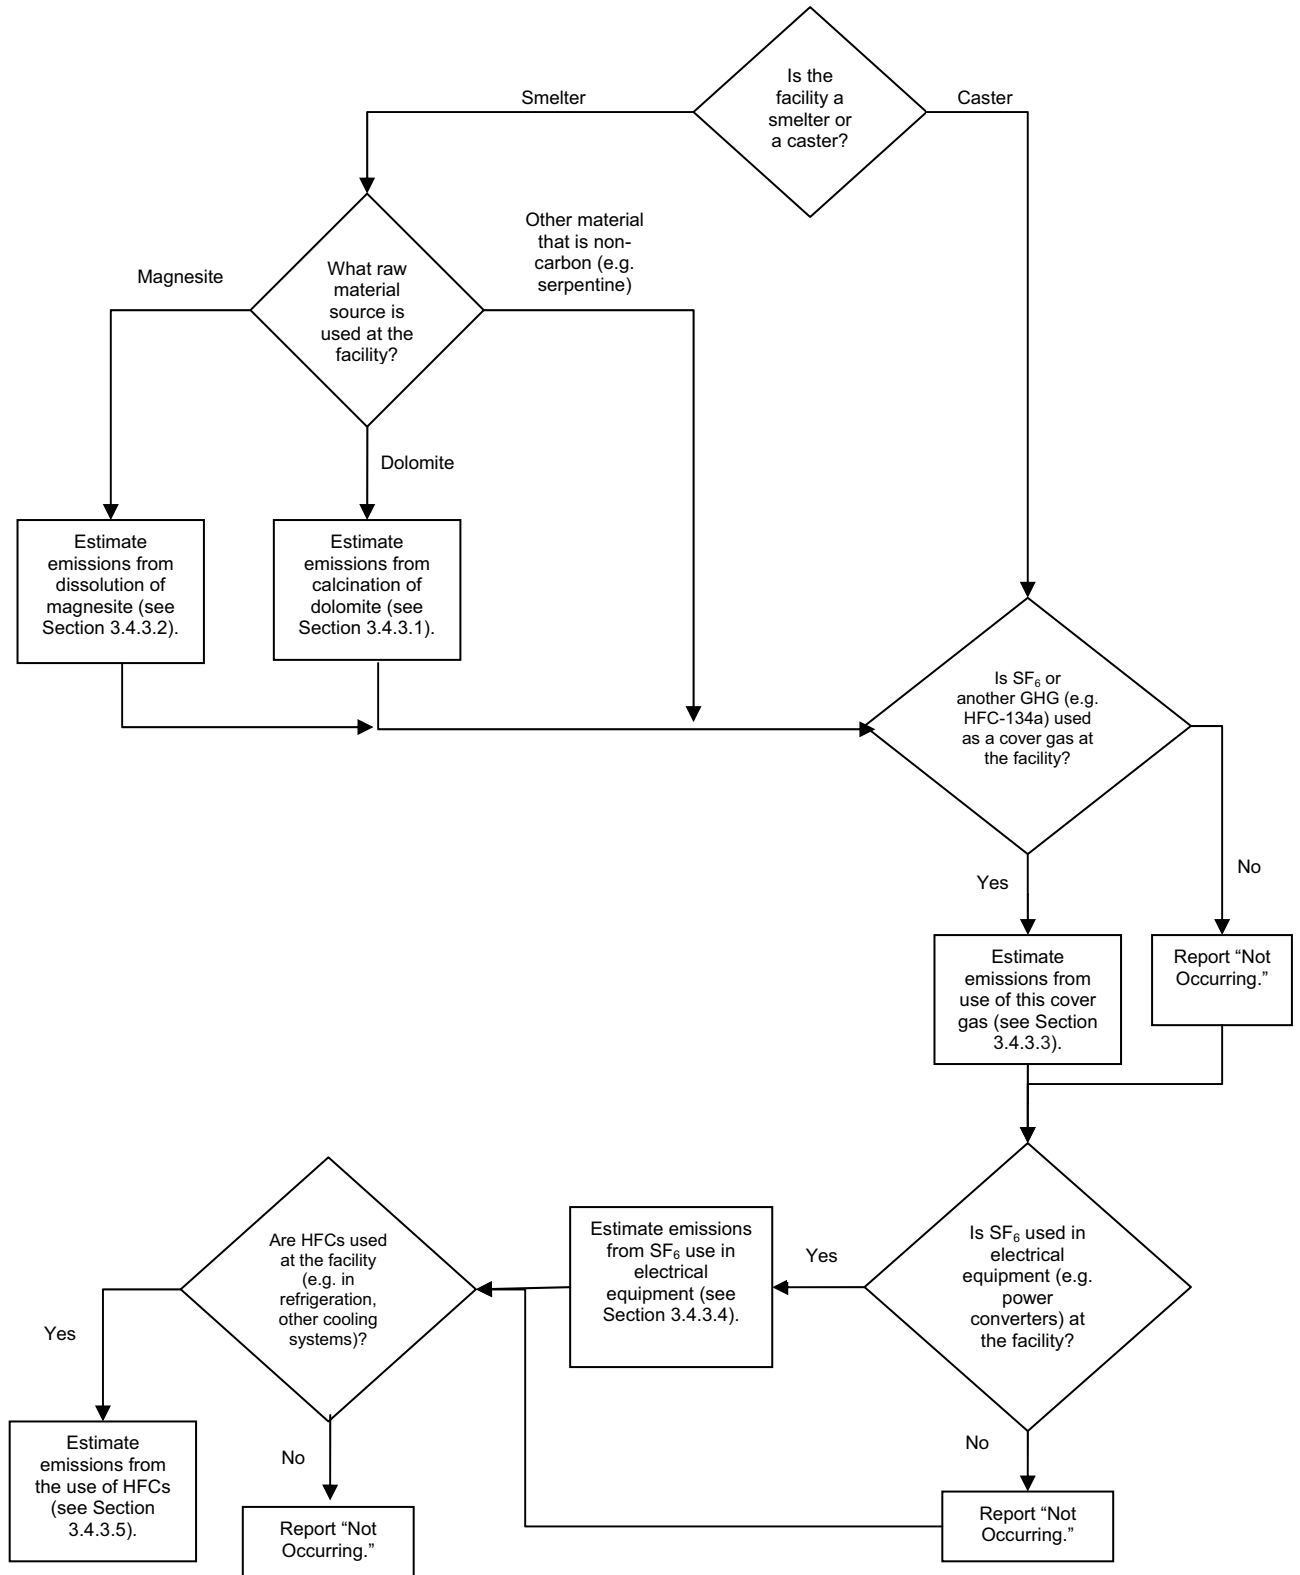 Is the
facility a
smelter or
a caster?
Smelter
Caster
What raw
material
source is
used at the
facility?
Magnesite
Other material
that is non-
carbon (e.g.
serpentine)
Dolomite
Estimate
emissions from
dissolution of
magnesite (see
Section 3.4.3.2).
Estimate
emissions from
calcination of
dolomite (see
Section 3.4.3.1).
Is SF₆ or
another GHG (e.g.
HFC-134a) used
as a cover gas at
the facility?
Yes
No
Estimate
emissions from
use of this cover
gas (see Section
3.4.3.3).
Report “Not
Occurring.”
Is SF₆ used in
electrical
equipment (e.g.
power
converters) at
the facility?
Yes
Estimate emissions
from SF₆ use in
electrical
equipment (see
Section 3.4.3.4).
No
Report “Not
Occurring.”
Are HFCs used
at the facility
(e.g. in
refrigeration,
other cooling
systems)?
Yes
Estimate
emissions from
the use of HFCs
(see Section
3.4.3.5).
No
Report “Not
Occurring.”